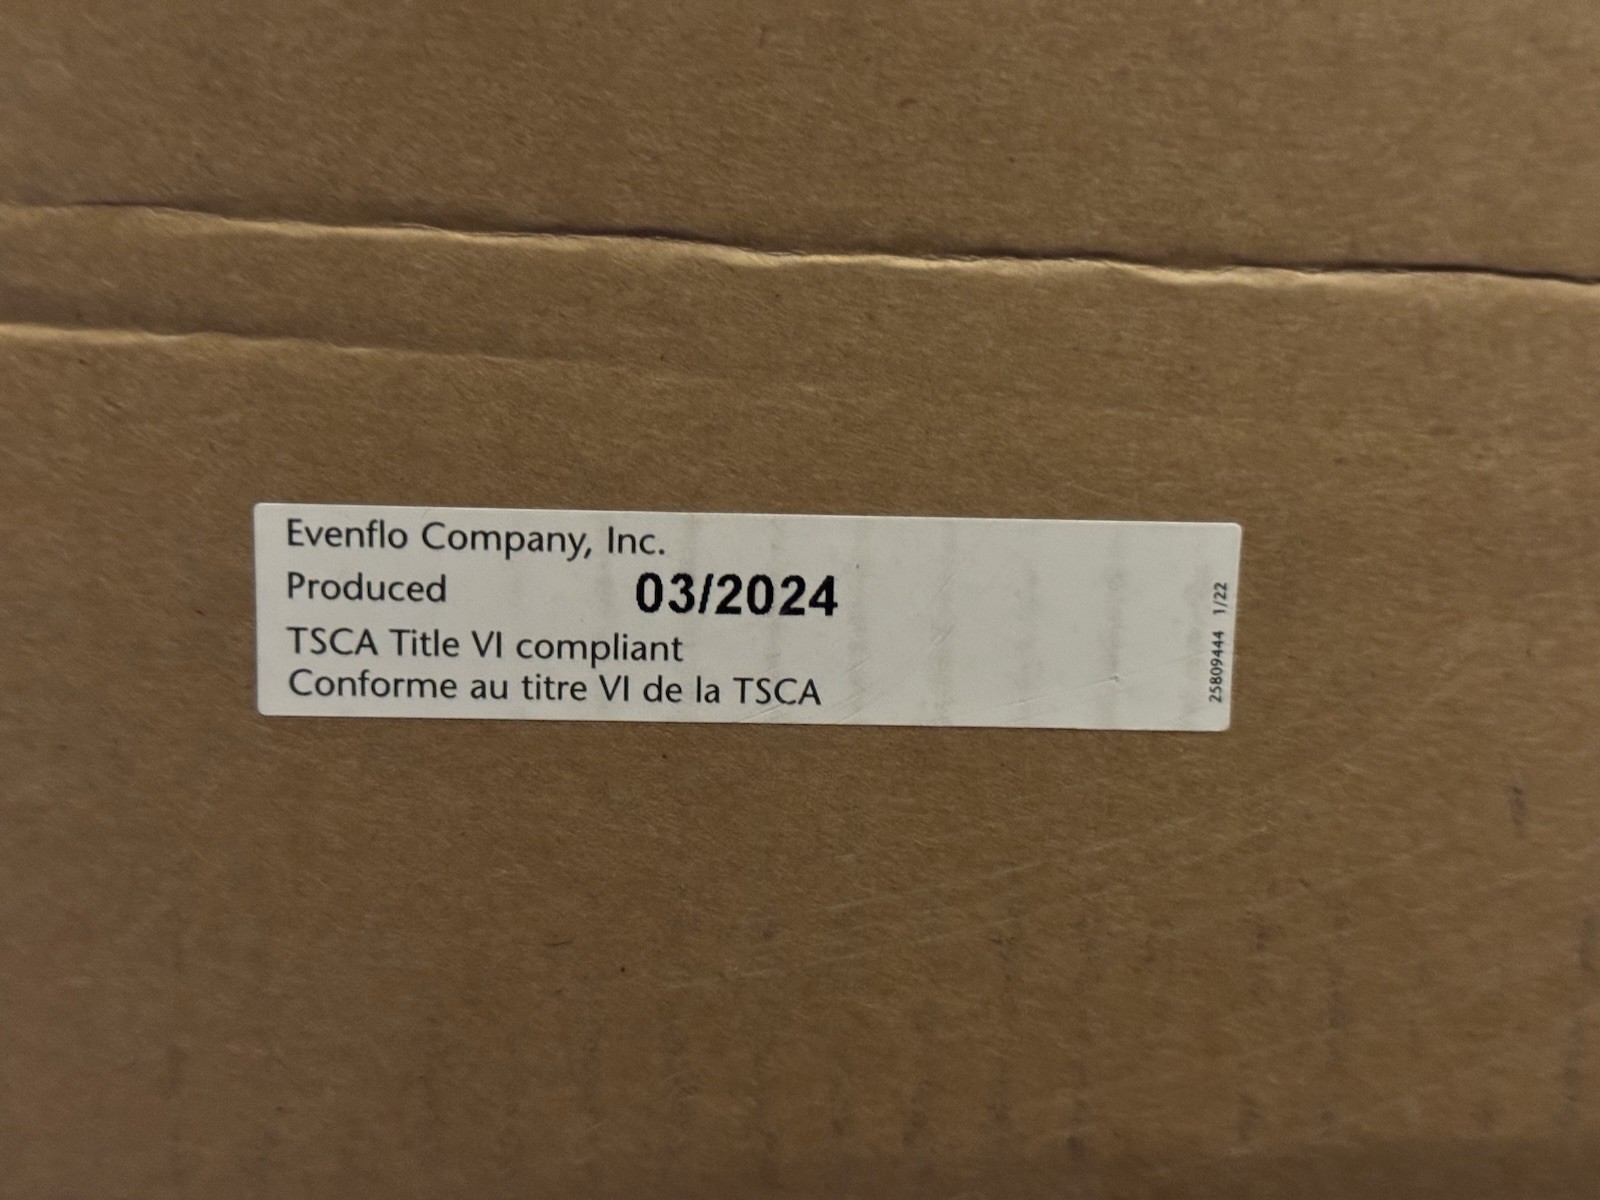 Evenflo Company, Inc.
Produced 03/2024
TSCA Title VI compliant
Conforme au titre VI de la TSCA
25809444 1/22